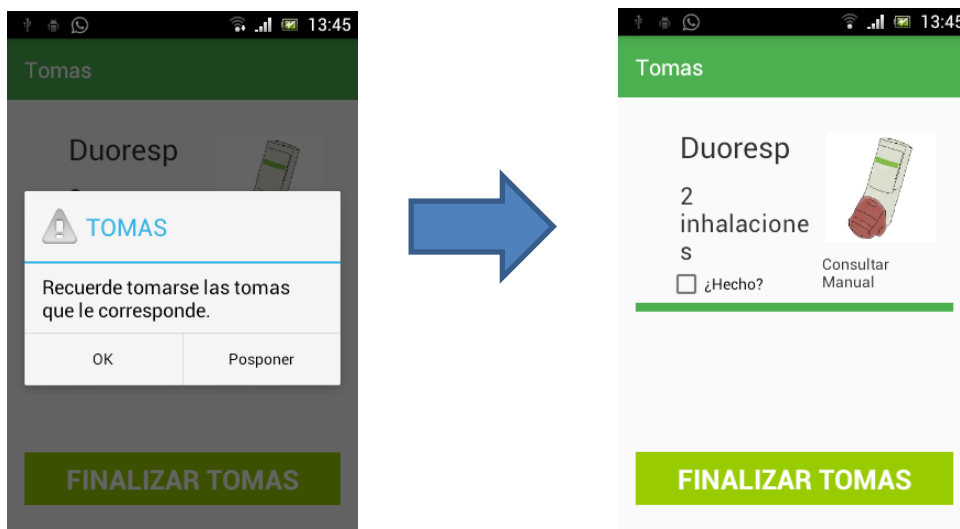 13:45
Tomas
Duoresp
TOMAS
Recuerde tomarse las tomas
que le corresponde.
OK
Posponer
FINALIZAR TOMAS
13:45
Tomas
Duoresp
2
inhalacione
s
¿Hecho?
Consultar
Manual
FINALIZAR TOMAS